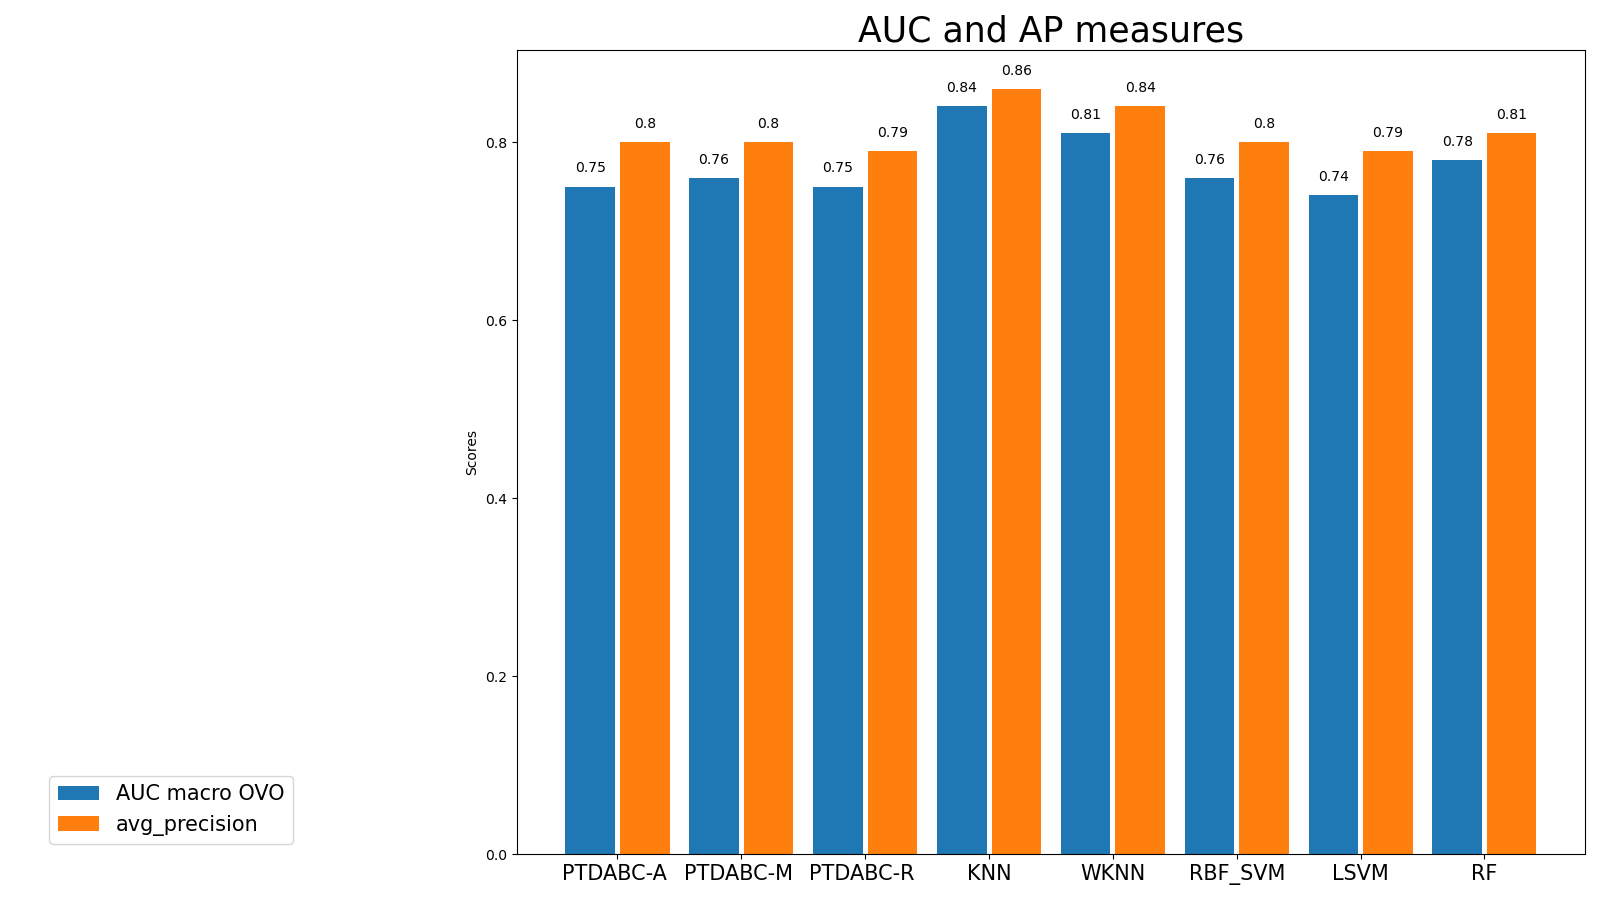 AUC and AP measures
0.75 0.8 0.76 0.8 0.75 0.79 0.84 0.86 0.81 0.84 0.76 0.8 0.74 0.79 0.78 0.81
0.8
0.6
0.4
0.2
0.0
Scores
PTDABC-A PTDABC-M PTDABC-R KNN WKNN RBF_SVM LSVM RF
AUC macro OVO
avg_precision